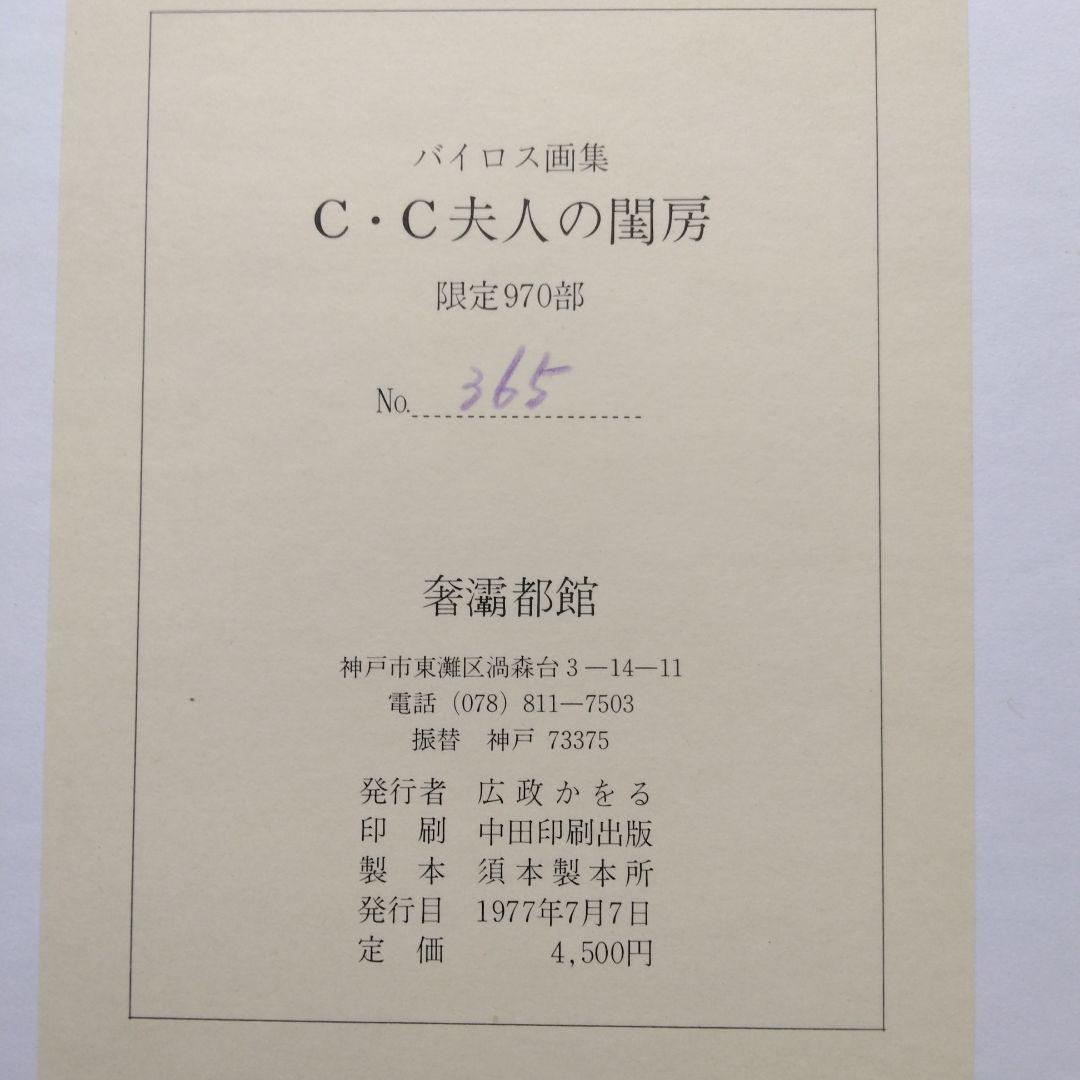 バイロス画集
C・C夫人の閨房
限定970部
No. 365
奢灞都館
神戸市東灘区渦森台3―14―11
電話（078）811―7503
振替　神戸 73375
発行者　広政かをる
印　刷　中田印刷出版
製　本　須本製本所
発行目　1977年7月7日
定　価　4,500円